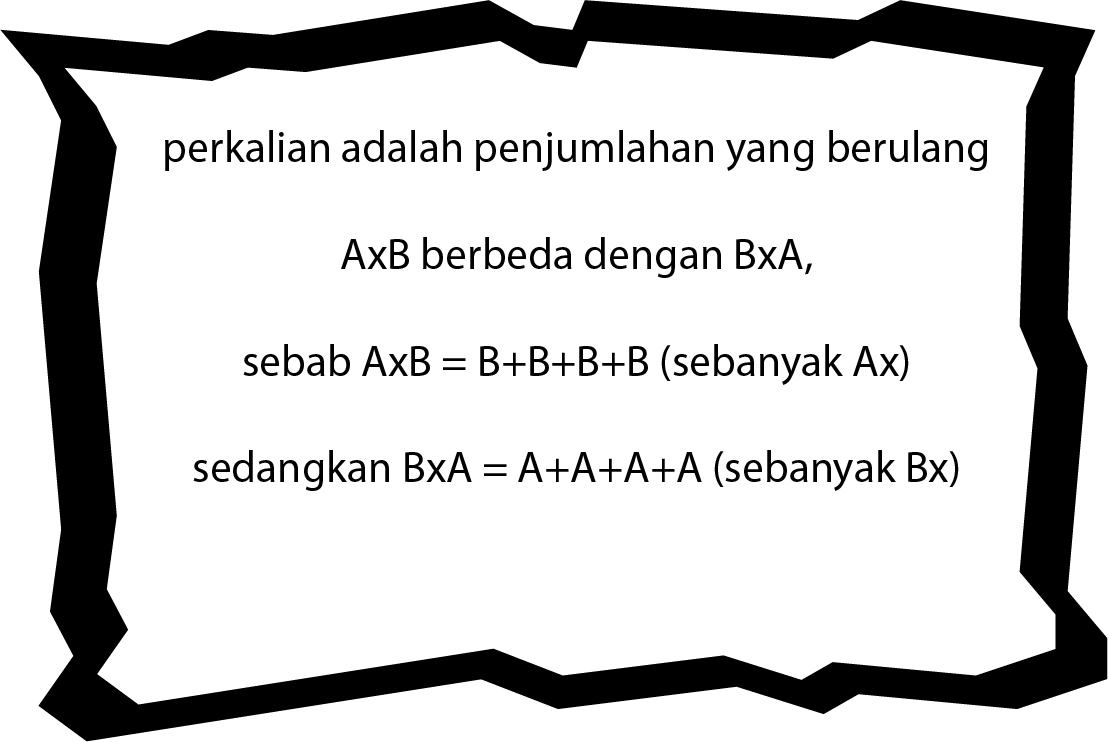 perkalian adalah penjumlahan yang berulang
AxB berbeda dengan BxA,
sebab AxB = B+B+B+B (sebanyak Ax)
sedangkan BxA = A+A+A+A (sebanyak Bx)